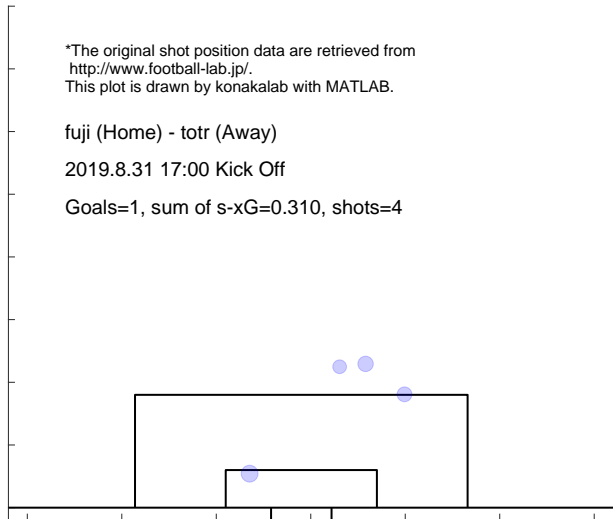 *The original shot position data are retrieved from
http://www.football-lab.jp/.
This plot is drawn by konakalab with MATLAB.
fuji (Home) - totr (Away)
2019.8.31 17:00 Kick Off
Goals=1, sum of s-xG=0.310, shots=4